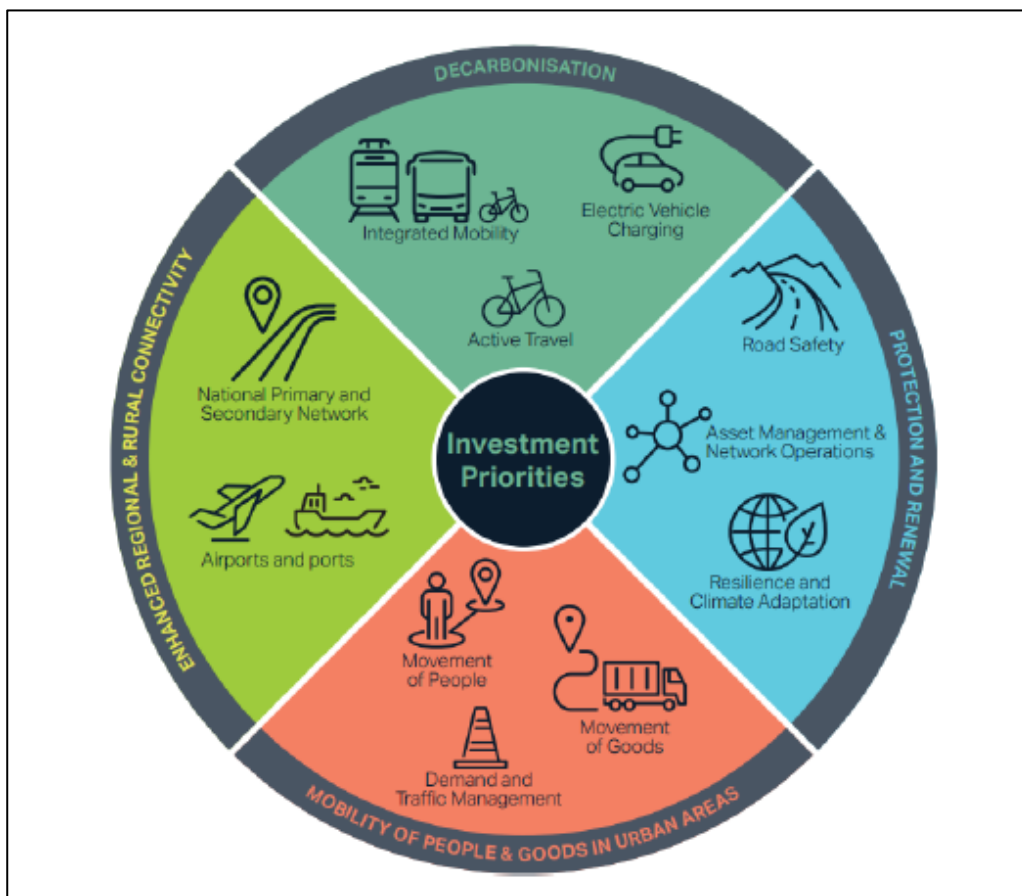 DECARBONISATION
Integrated Mobility
Electric Vehicle
Charging
Active Travel
PROTECTION AND RENEWAL
Road Safety
Asset Management &
Network Operations
Resilience and
Climate Adaptation
MOBILITY OF PEOPLE & GOODS IN URBAN AREAS
Movement
of People
Movement
of Goods
Demand and
Traffic Management
ENHANCED REGIONAL & RURAL CONNECTIVITY
National Primary and
Secondary Network
Airports and ports
Investment
Priorities